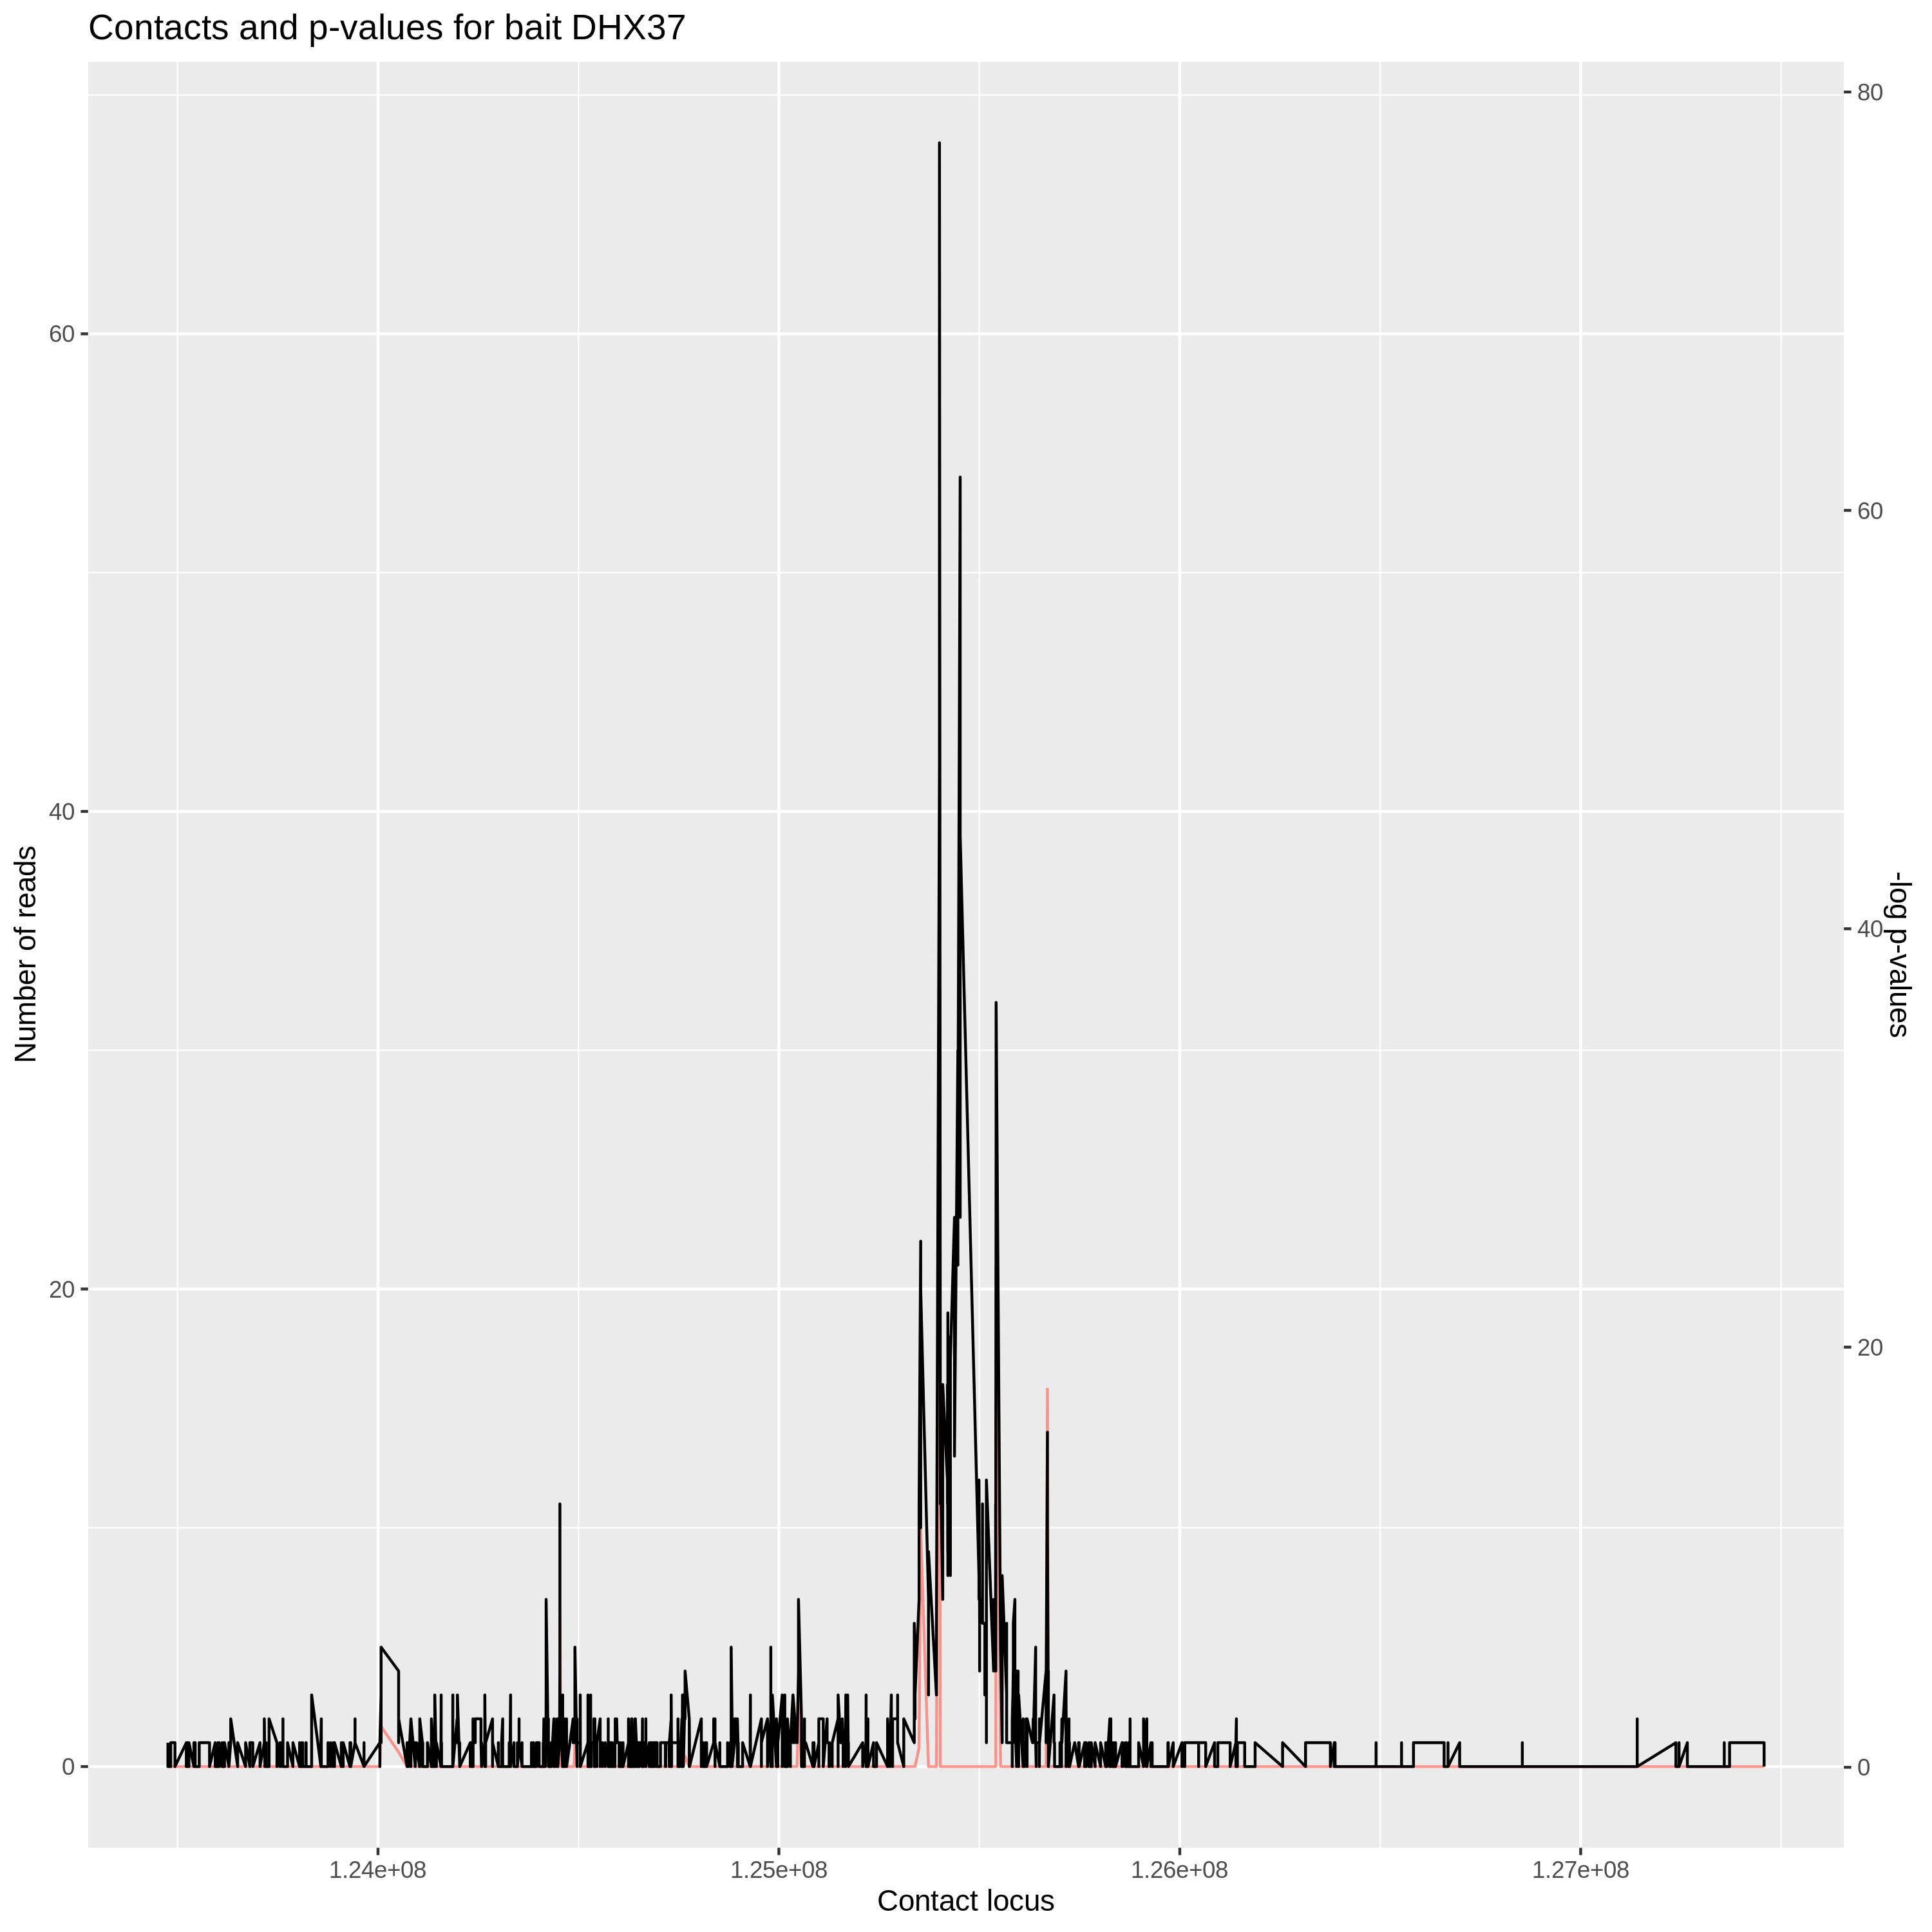 Contacts and p-values for bait DHX37
80
60
60
40
40
20
20
0
0
Number of reads
-log p-values
1.24e+08
1.25e+08
1.26e+08
1.27e+08
Contact locus